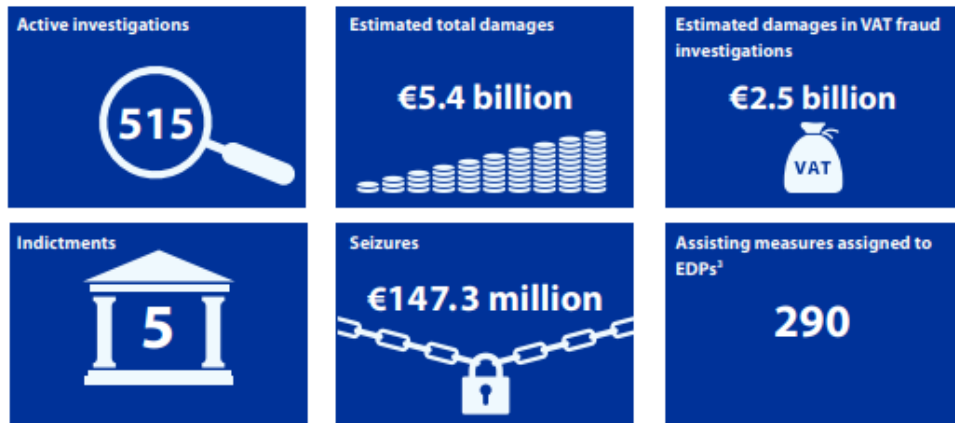 Active investigations
515
Estimated total damages
€5.4 billion
Estimated damages in VAT fraud
investigations
€2.5 billion
VAT
Indictments
5
Seizures
€147.3 million
Assisting measures assigned to
EDPs³
290